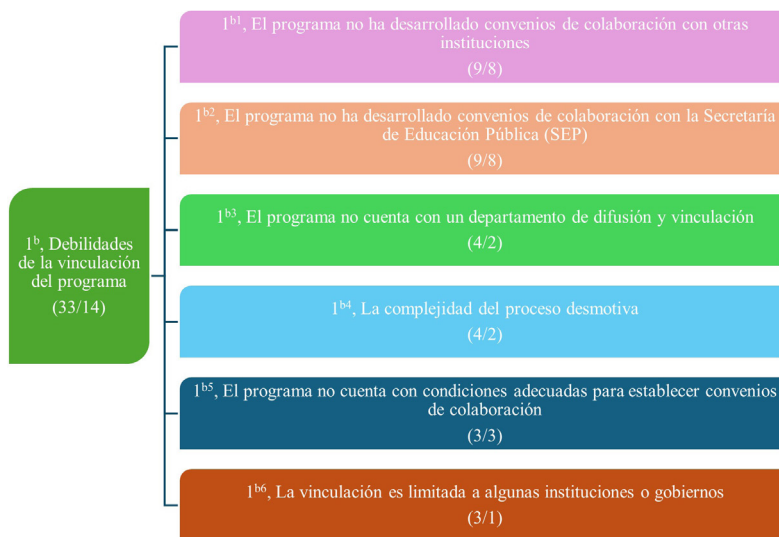 1ᵇ, Debilidades
de la vinculación
del programa
(33/14)
1ᵇ¹, El programa no ha desarrollado convenios de colaboración con otras
instituciones
(9/8)
1ᵇ², El programa no ha desarrollado convenios de colaboración con la Secretaría
de Educación Pública (SEP)
(9/8)
1ᵇ³, El programa no cuenta con un departamento de difusión y vinculación
(4/2)
1ᵇ⁴, La complejidad del proceso desmotiva
(4/2)
1ᵇ⁵, El programa no cuenta con condiciones adecuadas para establecer convenios
de colaboración
(3/3)
1ᵇ⁶, La vinculación es limitada a algunas instituciones o gobiernos
(3/1)